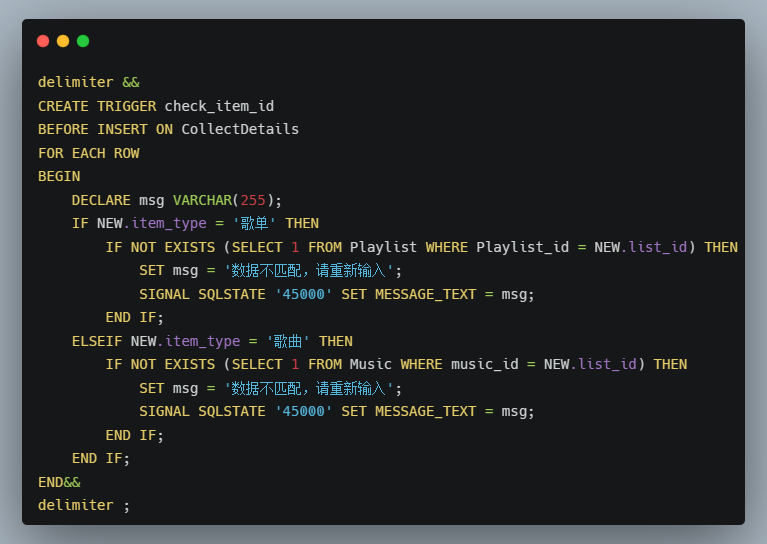 delimiter &&
CREATE TRIGGER check_item_id
BEFORE INSERT ON CollectDetails
FOR EACH ROW
BEGIN
    DECLARE msg VARCHAR(255);
    IF NEW.item_type = '歌单' THEN
        IF NOT EXISTS (SELECT 1 FROM Playlist WHERE Playlist_id = NEW.list_id) THEN
            SET msg = '数据不匹配，请重新输入';
            SIGNAL SQLSTATE '45000' SET MESSAGE_TEXT = msg;
        END IF;
    ELSEIF NEW.item_type = '歌曲' THEN
        IF NOT EXISTS (SELECT 1 FROM Music WHERE music_id = NEW.list_id) THEN
            SET msg = '数据不匹配，请重新输入';
            SIGNAL SQLSTATE '45000' SET MESSAGE_TEXT = msg;
        END IF;
    END IF;
END&&
delimiter ;